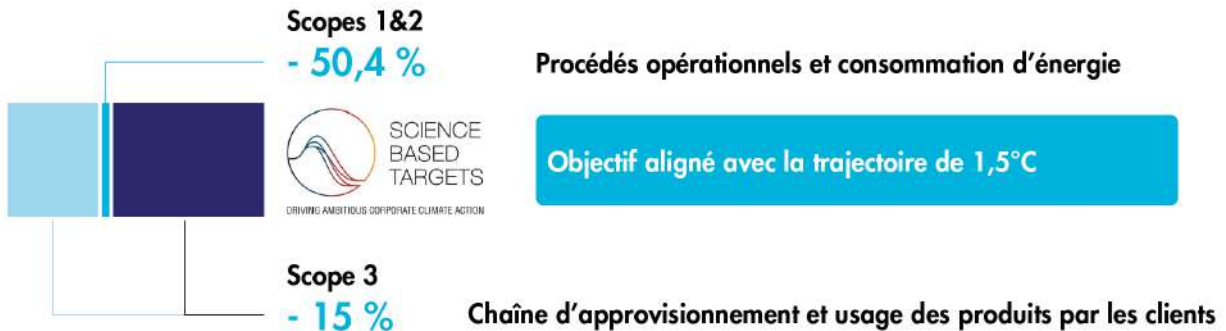 Scopes 1&2
- 50,4 %
Procédés opérationnels et consommation d’énergie
SCIENCE
BASED
TARGETS
DRIVING AMBITIOUS CORPORATE CLIMATE ACTION
Objectif aligné avec la trajectoire de 1,5°C
Scope 3
- 15 %
Chaîne d’approvisionnement et usage des produits par les clients